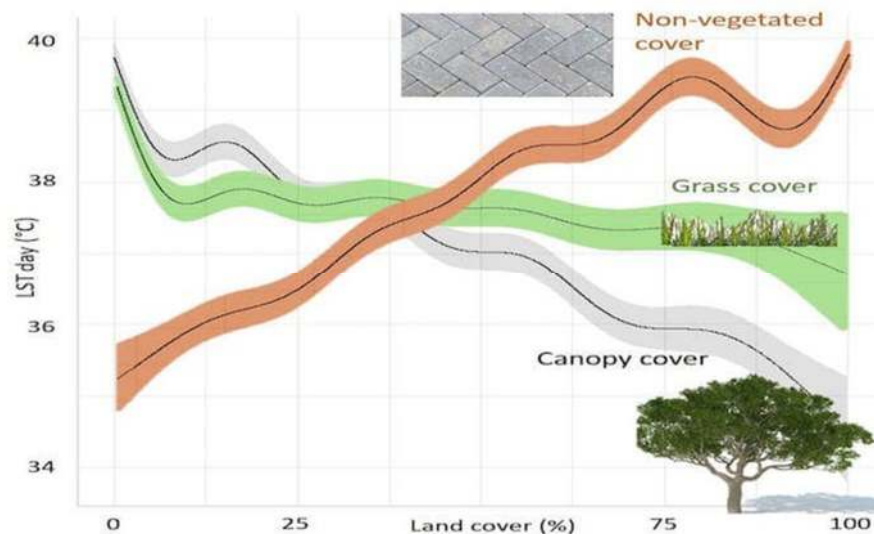 40
Non-vegetated
cover
38
Grass cover
LST day (°C)
36
Canopy cover
34
0
25
Land cover (%)
75
100